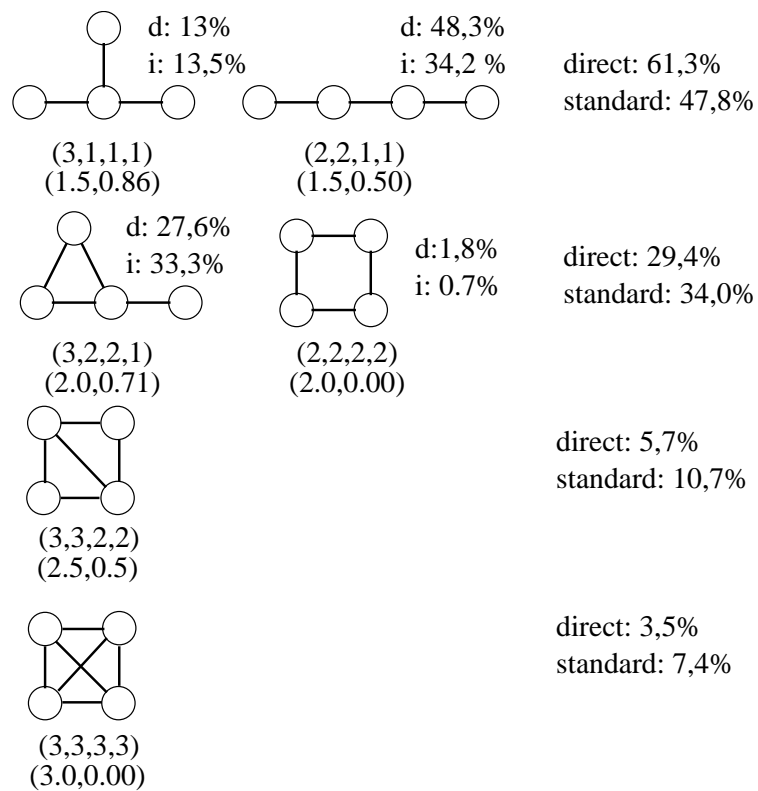 d: 13%
i: 13,5%
(3,1,1,1)
(1.5,0.86)
d: 48,3%
i: 34,2 %
(2,2,1,1)
(1.5,0.50)
direct: 61,3%
standard: 47,8%
d: 27,6%
i: 33,3%
(3,2,2,1)
(2.0,0.71)
d:1,8%
i: 0.7%
(2,2,2,2)
(2.0,0.00)
direct: 29,4%
standard: 34,0%
(3,3,2,2)
(2.5,0.5)
direct: 5,7%
standard: 10,7%
(3,3,3,3)
(3.0,0.00)
direct: 3,5%
standard: 7,4%